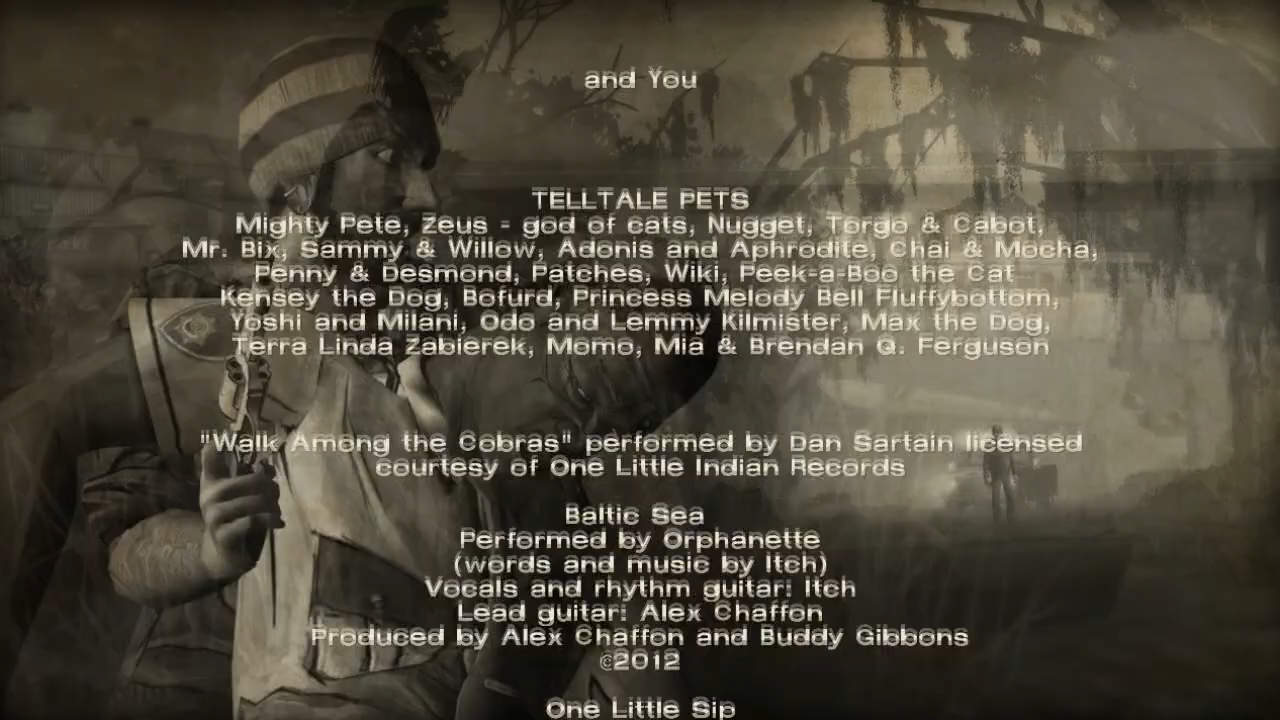 and You
TELLTALE PETS
Mighty Pete, Zeus - god of cats, Nugget, Torgo & Cabot,
Mr. Bix, Sammy & Willow, Adonis and Aphrodite, Chai & Mocha,
Penny & Desmond, Patches, Wiki, Peek-a-Boo the Cat
Kensey the Dog, Bofurd, Princess Melody Bell Fluffybottom,
Yoshi and Milani, Odo and Lemmy Kilmister, Max the Dog,
Terra Linda Zabierek, Momo, Mia & Brendan Q. Ferguson
"Walk Among the Cobras" performed by Dan Sartain licensed
courtesy of One Little Indian Records
Baltic Sea
Performed by Orphanette
(words and music by Itch)
Vocals and rhythm guitar: Itch
Lead guitar: Alex Chaffon
Produced by Alex Chaffon and Buddy Gibbons
©2012
One Little Sip